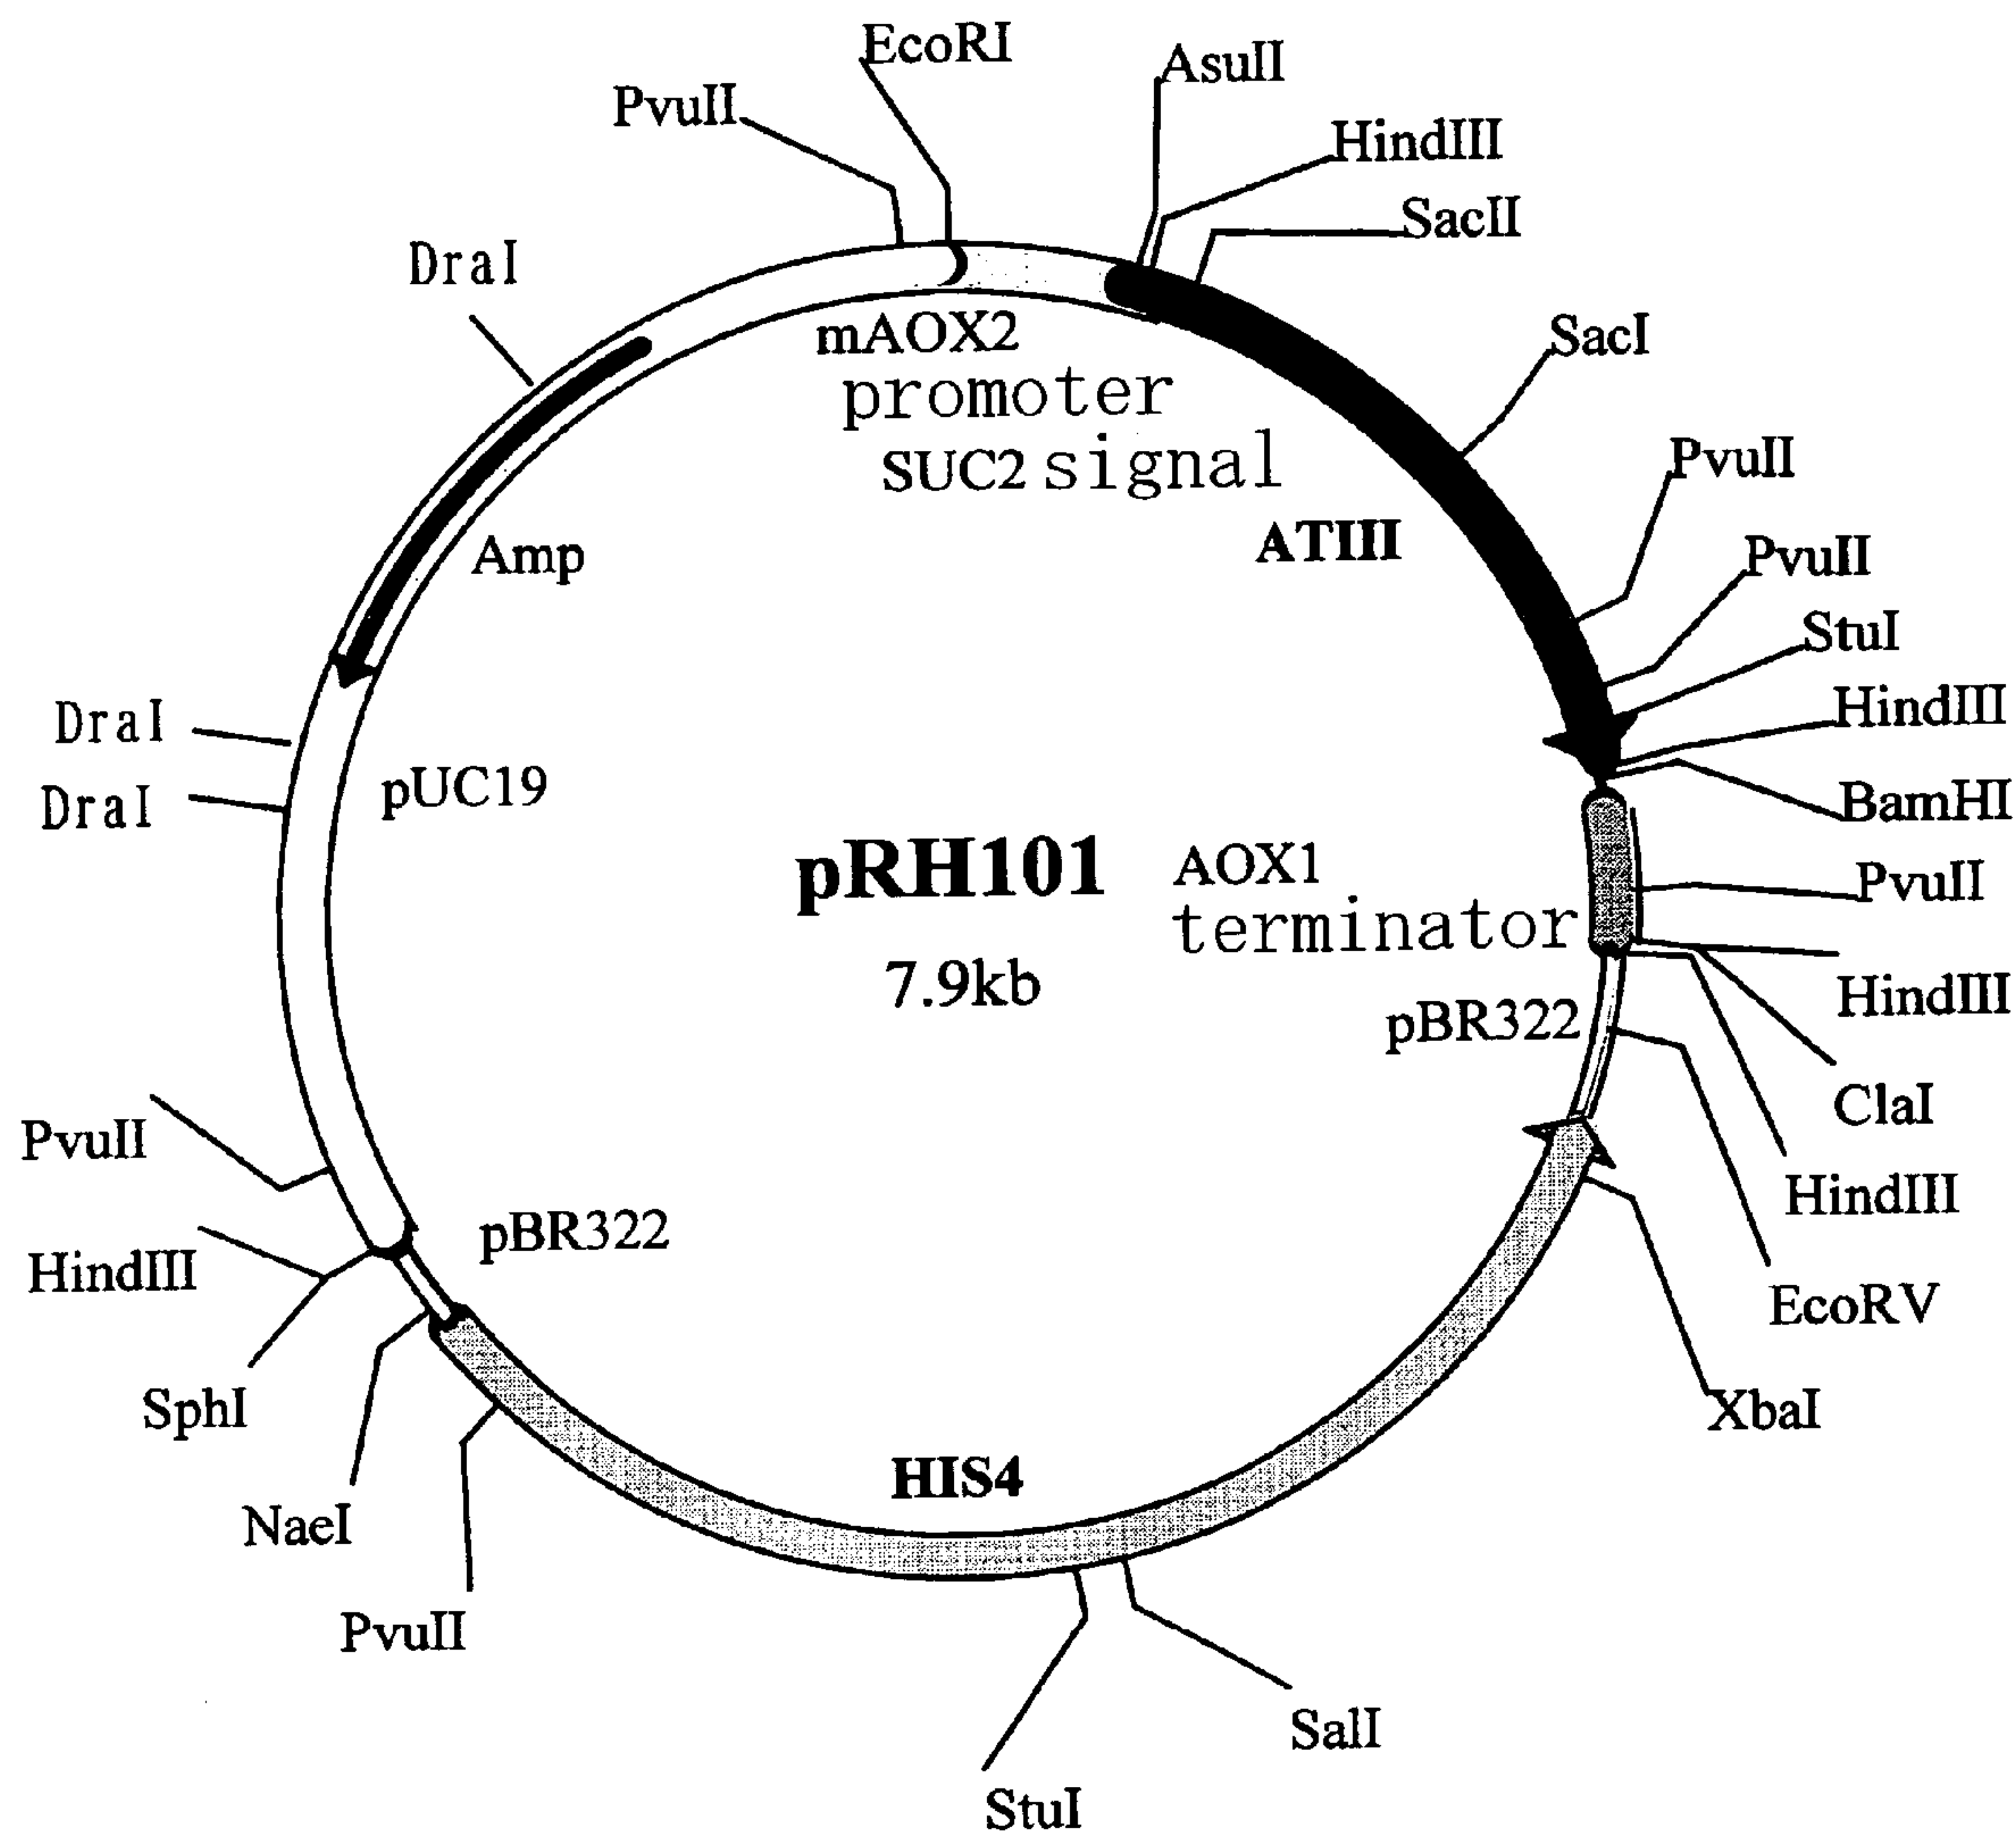 EcoRI
AsuII
PvuII
HindIII
SacII
DraI
mAOX2
promoter
SUC2 signal
SacI
PvuII
ATIII
Amp
PvuII
StuI
HindIII
DraI
pUC19
DraI
BamHI
pRH101
AOX1
terminator
PvuII
7.9kb
HindIII
pBR322
ClaI
PvuII
HindIII
pBR322
HindIII
EcoRV
SphI
XbaI
HIS4
NaeI
PvuII
SalI
StuI